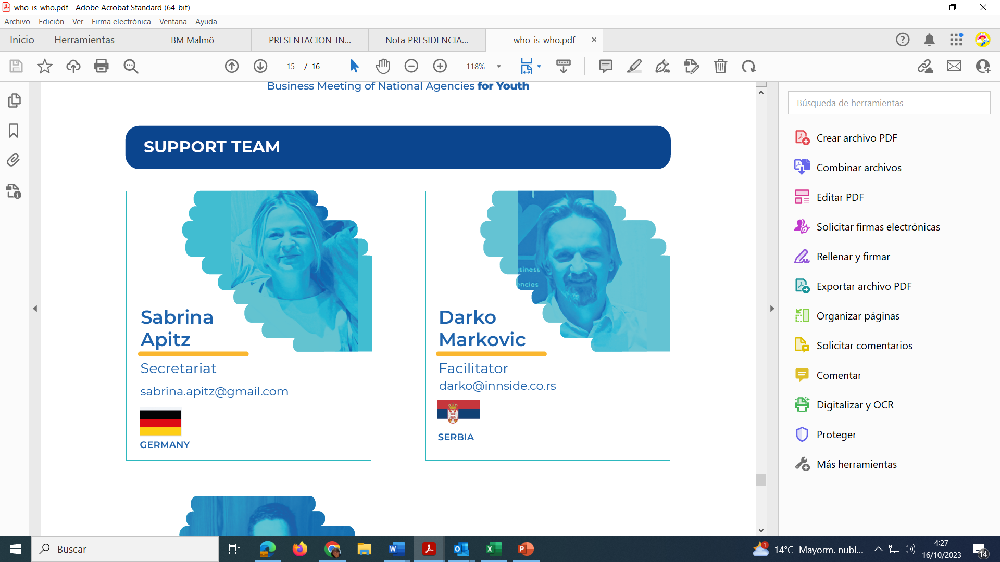 who_is_who.pdf - Adobe Acrobat Standard (64-bit)
Archivo Edición Ver Firma electrónica Ventana Ayuda
Inicio Herramientas BM Malmö PRESENTACION-IN... Nota PRESIDENCIA... who_is_who.pdf
15 / 16 118%
Business Meeting of National Agencies for Youth
SUPPORT TEAM
Sabrina
Apitz
Secretariat
sabrina.apitz@gmail.com
GERMANY
Darko
Markovic
Facilitator
darko@innside.co.rs
SERBIA
Búsqueda de herramientas
Crear archivo PDF
Combinar archivos
Editar PDF
Solicitar firmas electrónicas
Rellenar y firmar
Exportar archivo PDF
Organizar páginas
Solicitar comentarios
Comentar
Digitalizar y OCR
Proteger
Más herramientas
Buscar
1
14°C Mayorm. nubl...
4:27
16/10/2023
14